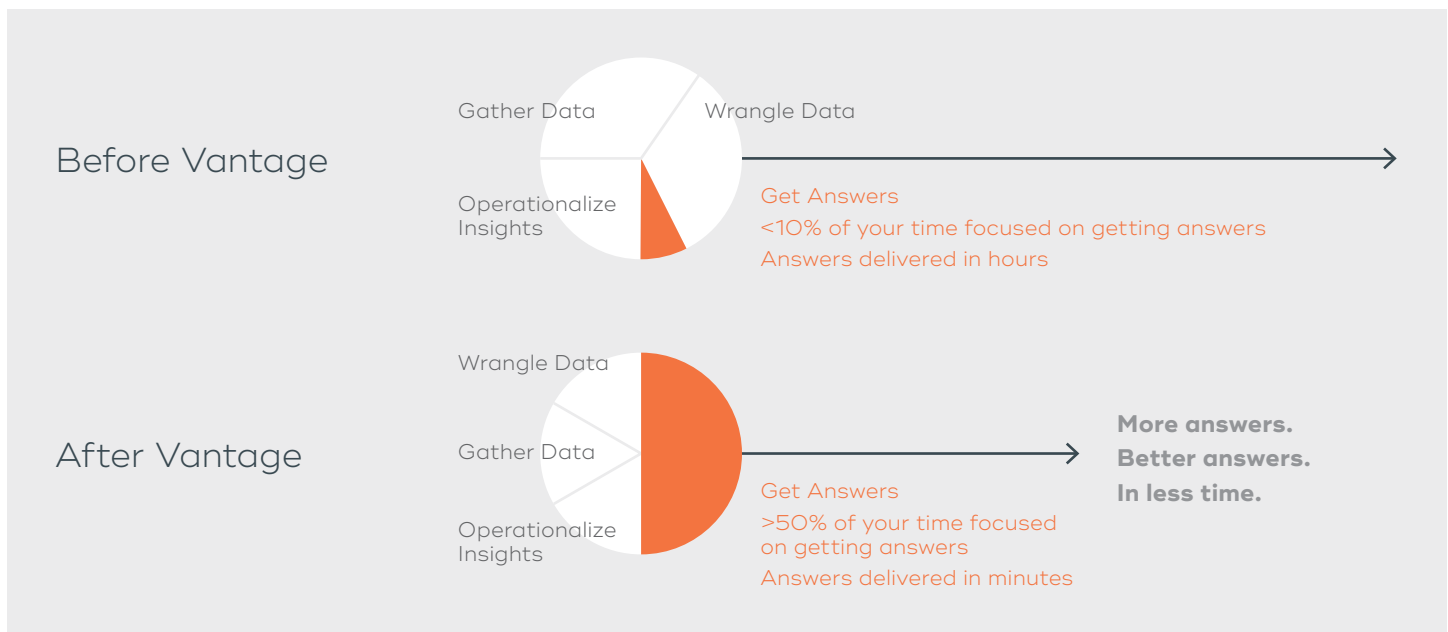 Before Vantage
Gather Data
Wrangle Data
Operationalize
Insights
Get Answers
<10% of your time focused on getting answers
Answers delivered in hours
After Vantage
Wrangle Data
Gather Data
Operationalize
Insights
Get Answers
>50% of your time focused
on getting answers
Answers delivered in minutes
More answers.
Better answers.
In less time.